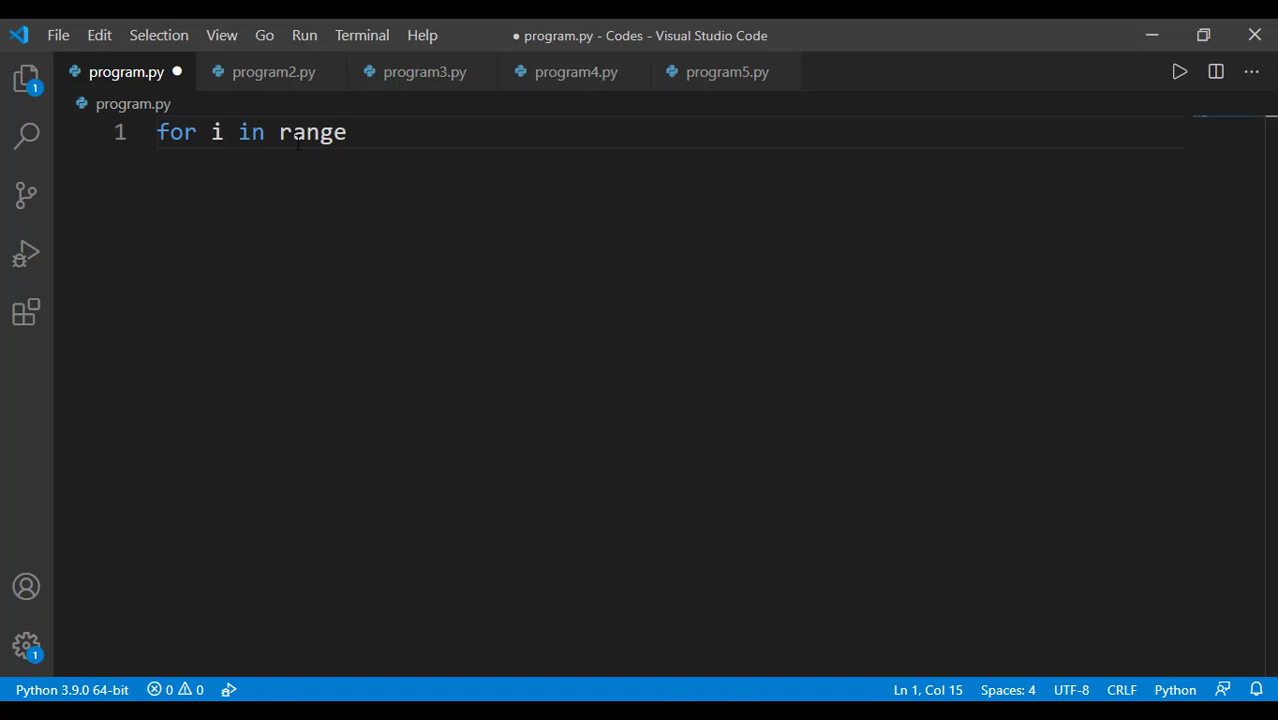 File Edit Selection View Go Run Terminal Help ● program.py - Codes - Visual Studio Code
program.py program2.py program3.py program4.py program5.py
1
program.py
1 for i in range
1
Python 3.9.0 64-bit 0 0 Ln 1, Col 15 Spaces: 4 UTF-8 CRLF Python